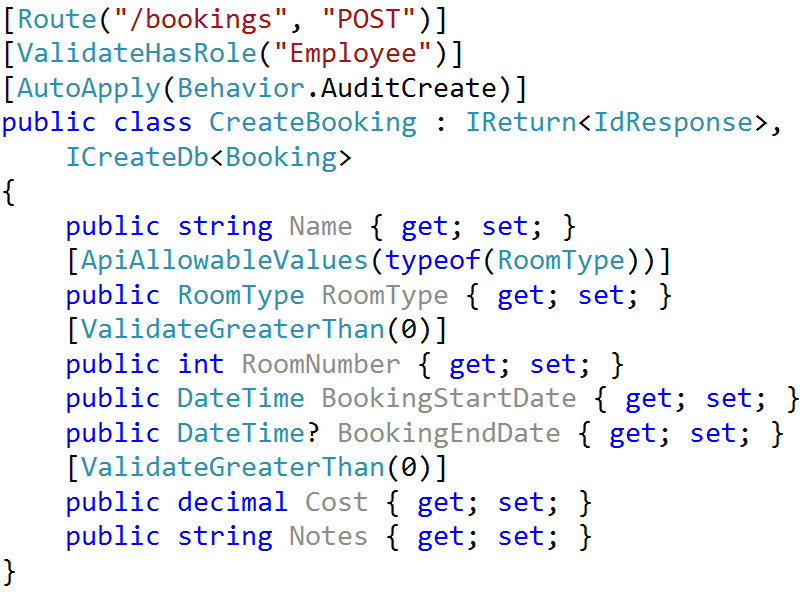 [Route("/bookings", "POST")]
[ValidateHasRole("Employee")]
[AutoApply(Behavior.AuditCreate)]
public class CreateBooking : IReturn<IdResponse>,
    ICreateDb<Booking>
{
    public string Name { get; set; }
    [ApiAllowableValues(typeof(RoomType))]
    public RoomType RoomType { get; set; }
    [ValidateGreaterThan(0)]
    public int RoomNumber { get; set; }
    public DateTime BookingStartDate { get; set; }
    public DateTime? BookingEndDate { get; set; }
    [ValidateGreaterThan(0)]
    public decimal Cost { get; set; }
    public string Notes { get; set; }
}